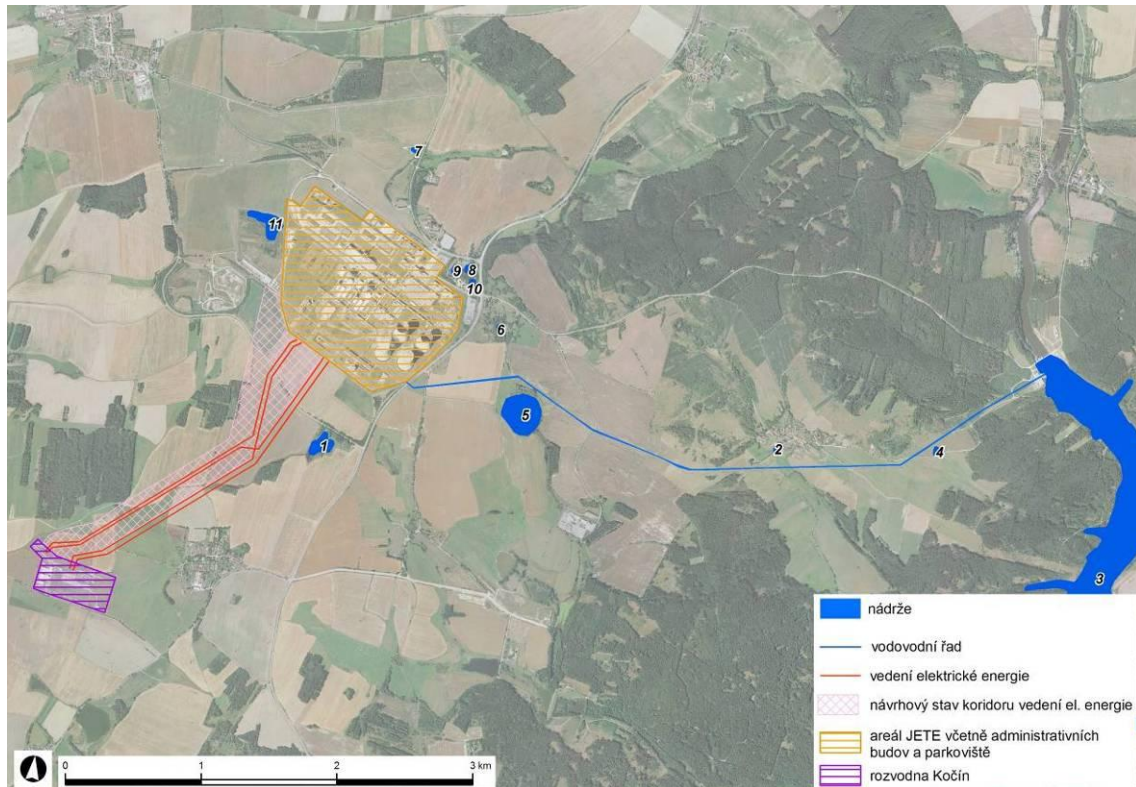 7
11
9 8
10
6
5
1
2
4
3
nádrže
vodovodní řad
vedení elektrické energie
návrhový stav koridoru vedení el. energie
areál JETE včetně administrativních
budov a parkoviště
rozvodna Kočín
0 1 2 3 km